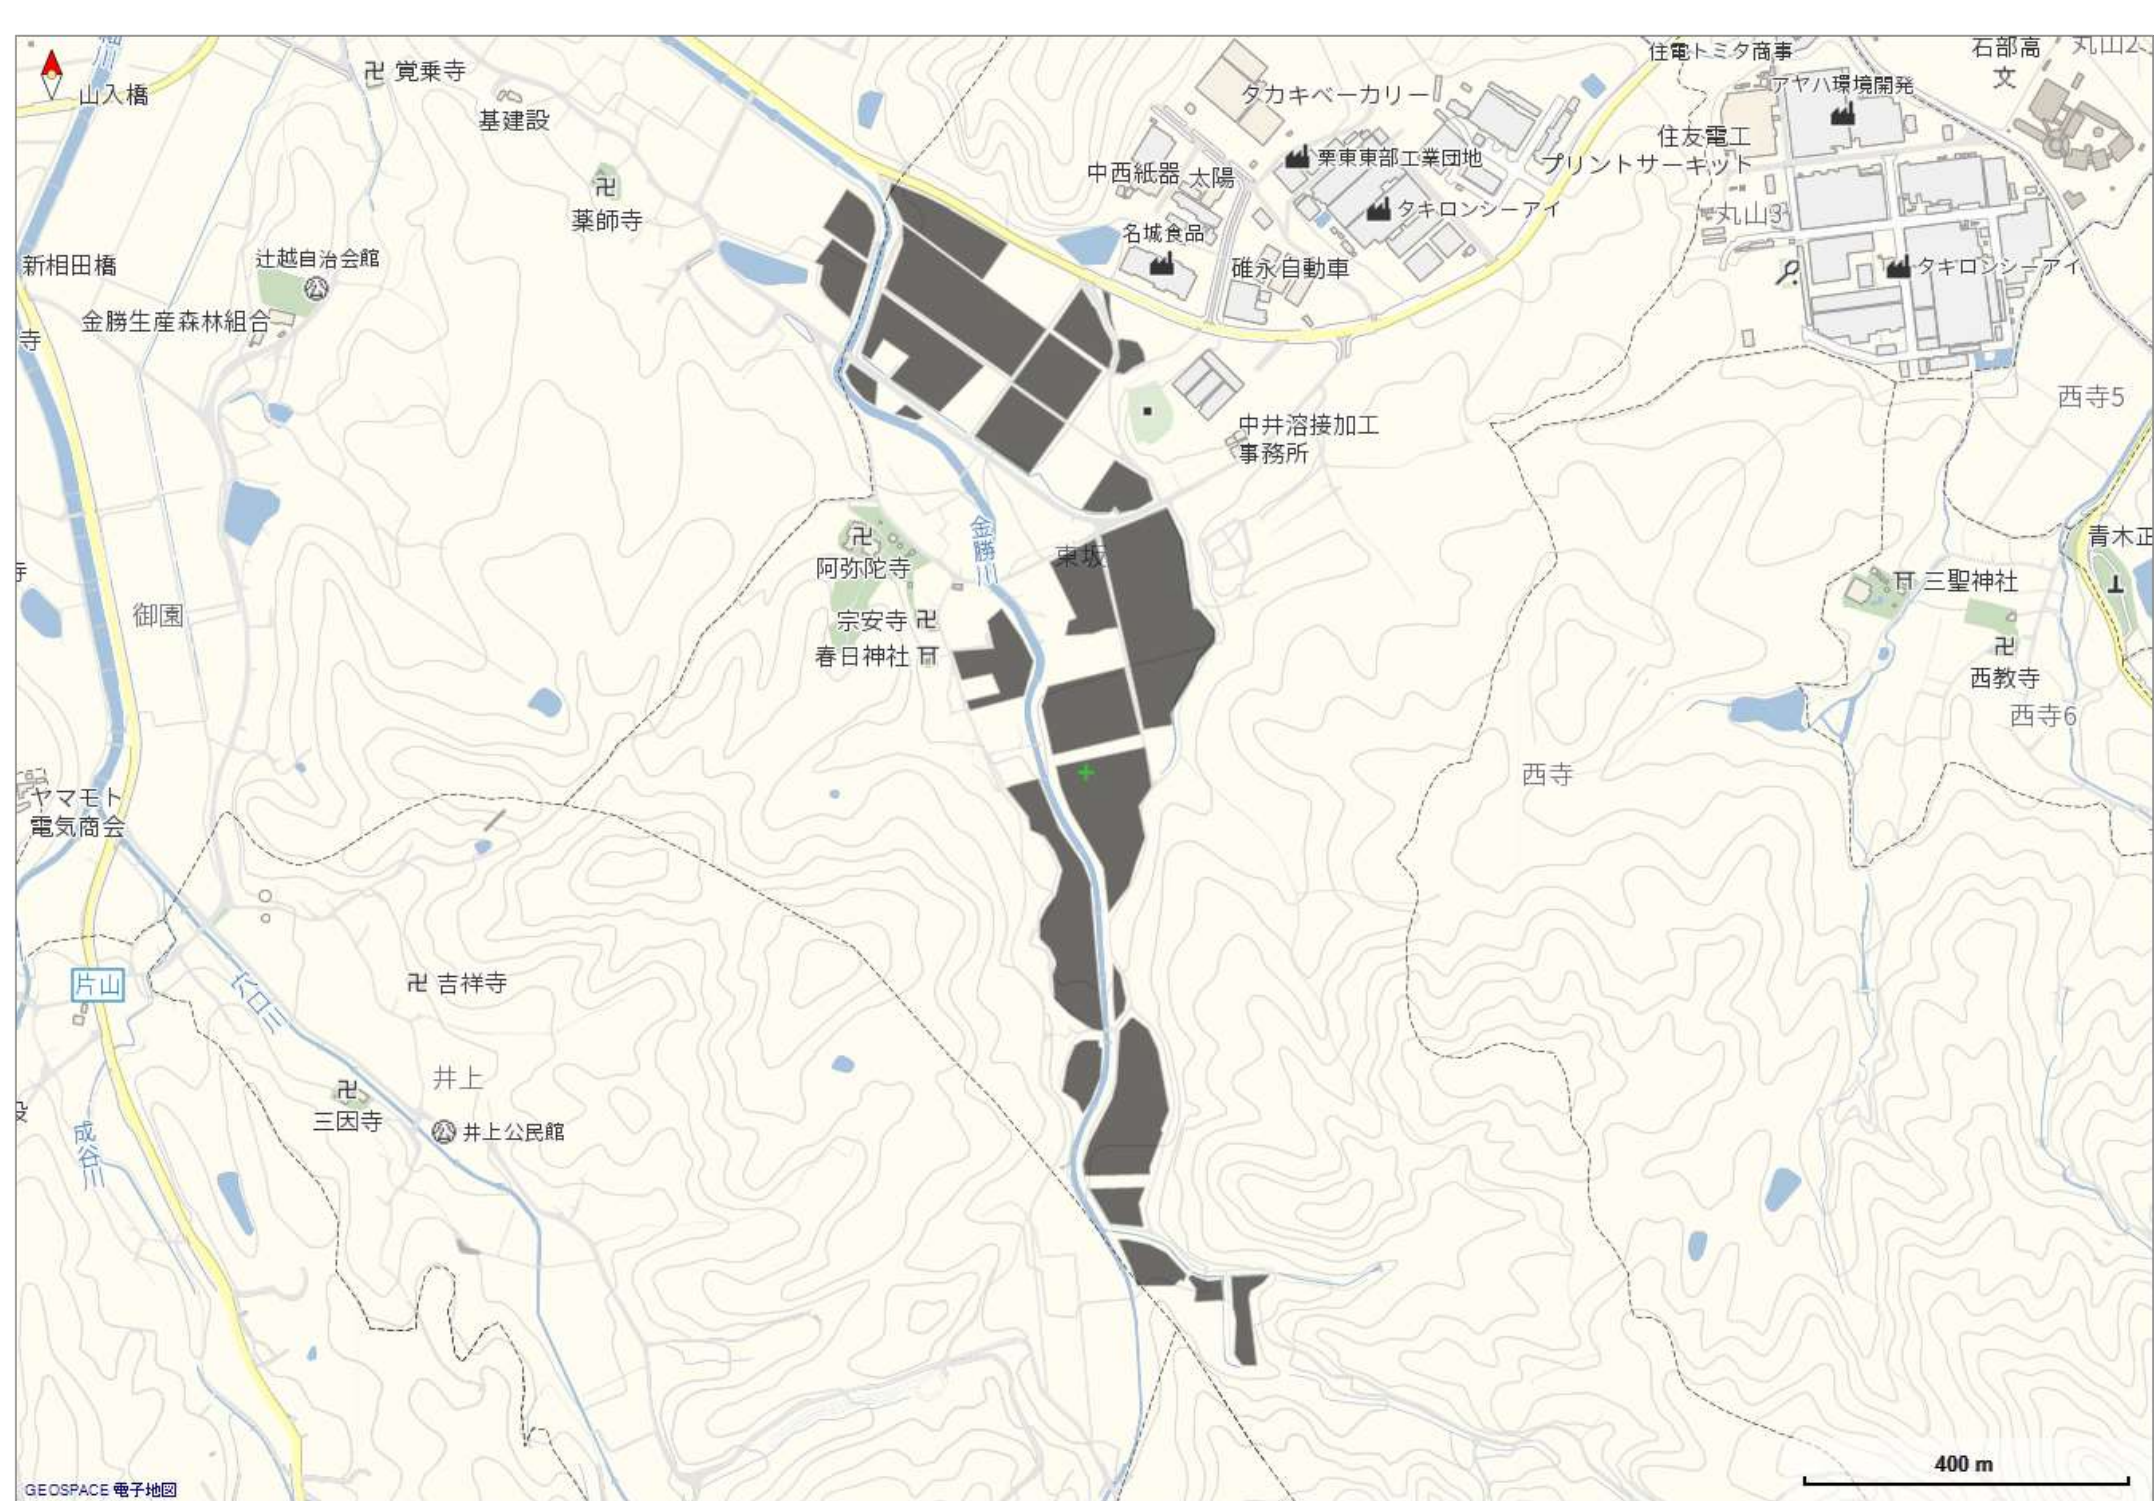 住電トミタ商事
石部高
丸山2
アヤハ環境開発
卍 覚乗寺
山入橋
タカキベーカリー
基建設
住友電工
プリントサーキット
栗東東部工業団地
中西紙器
太陽
タキロンシーアイ
丸山3
薬師寺
名城食品
辻越自治会館
新相田橋
碓永自動車
タキロンシーアイ
金勝生産森林組合
寺
西寺5
中井溶接加工
事務所
金勝川
青木正
東坂
阿弥陀寺
三聖神社
御園
宗安寺 卍
春日神社
西教寺
西寺6
西寺
ヤマモト
電気商会
片山
卍 吉祥寺
井上
三因寺
井上公民館
成谷川
400 m
GEOSPACE 電子地図